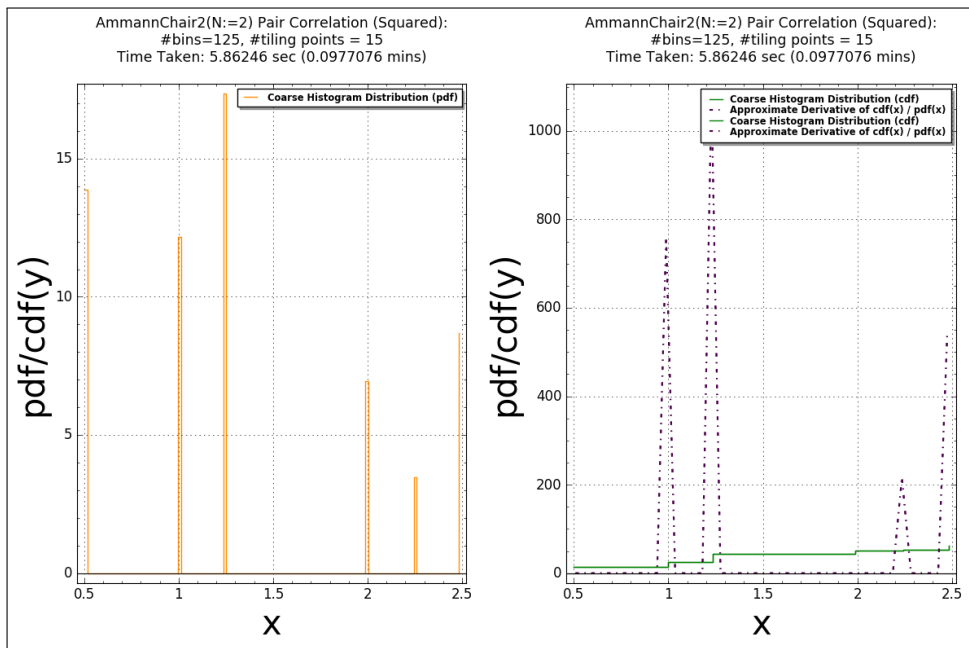 AmmannChair2(N:=2) Pair Correlation (Squared):
#bins=125, #tiling points = 15
Time Taken: 5.86246 sec (0.0977076 mins)
Coarse Histogram Distribution (pdf)
15
10
5
0
pdf/cdf(y)
0.5 1 1.5 2 2.5
x
AmmannChair2(N:=2) Pair Correlation (Squared):
#bins=125, #tiling points = 15
Time Taken: 5.86246 sec (0.0977076 mins)
Coarse Histogram Distribution (cdf)
Approximate Derivative of cdf(x) / pdf(x)
Coarse Histogram Distribution (cdf)
Approximate Derivative of cdf(x) / pdf(x)
1000
800
600
400
200
0
pdf/cdf(y)
0.5 1 1.5 2 2.5
x